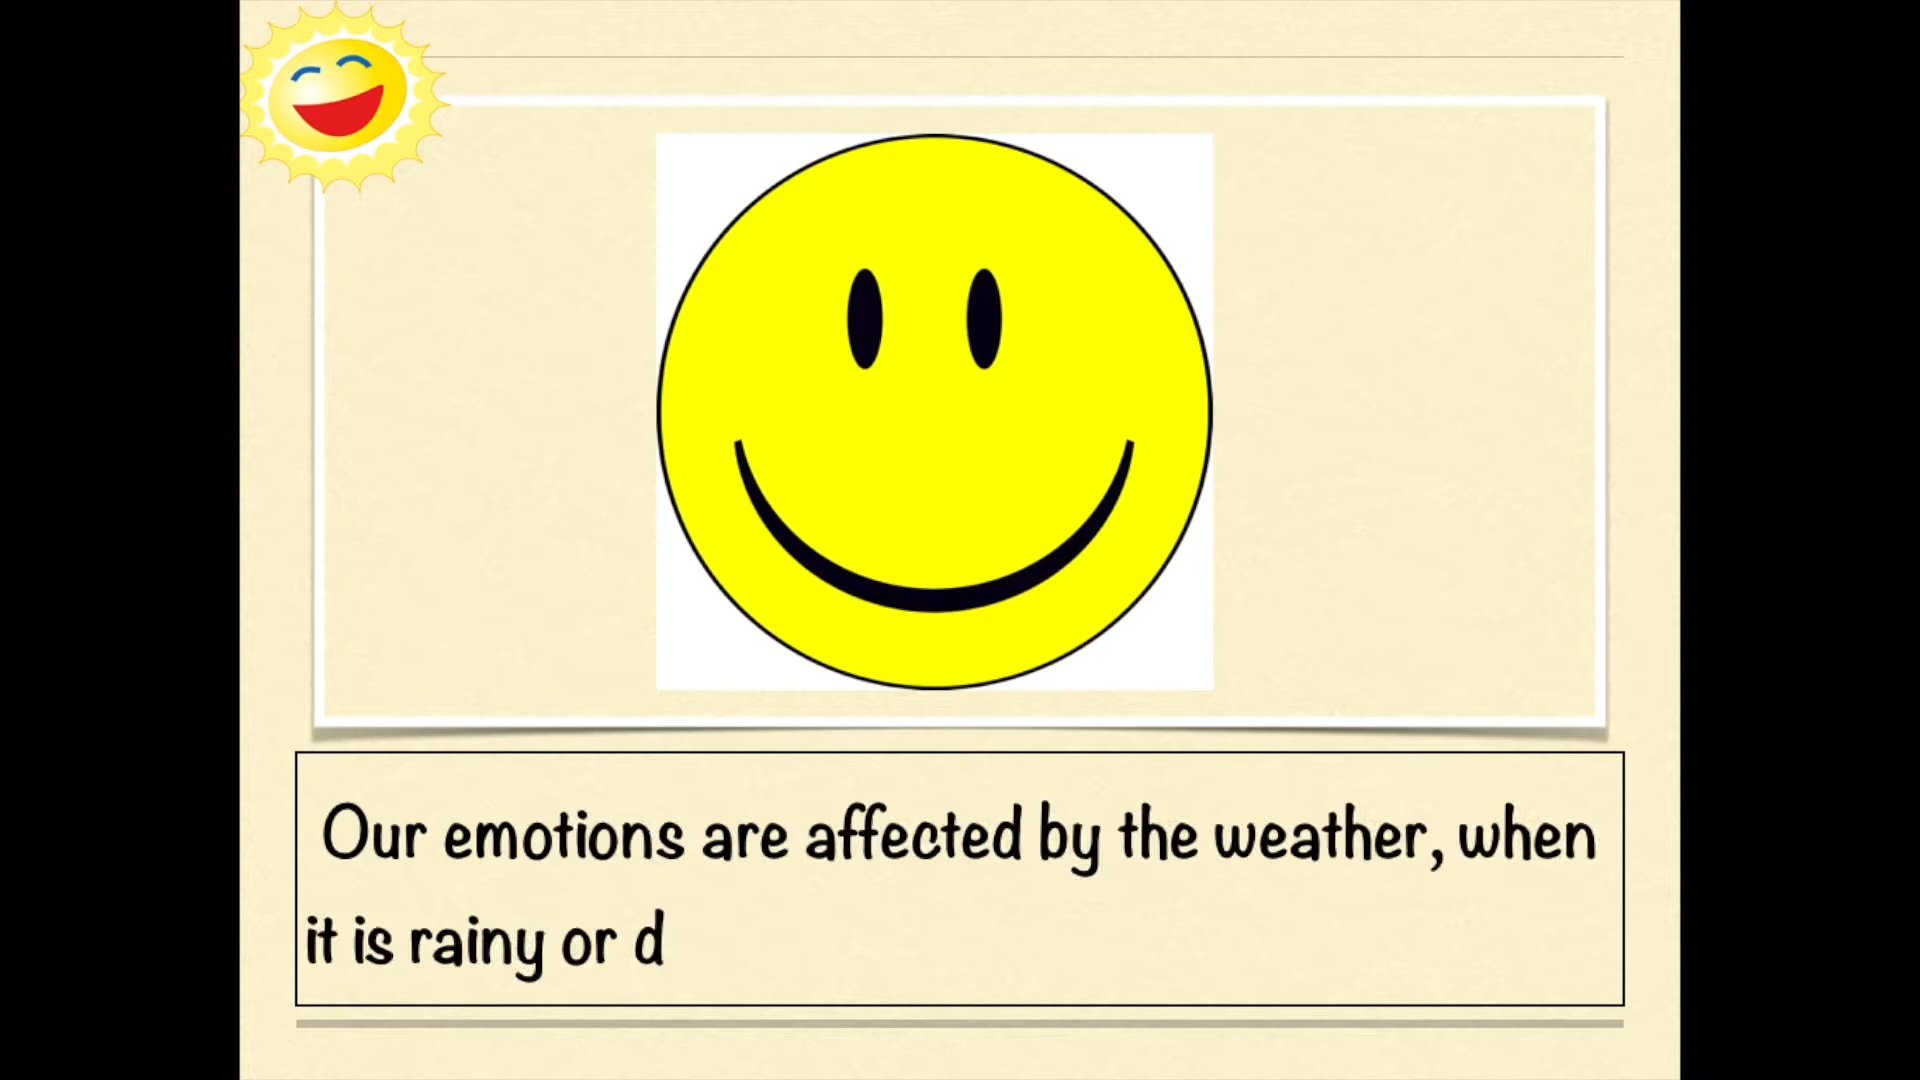 Our emotions are affected by the weather, when
it is rainy or d